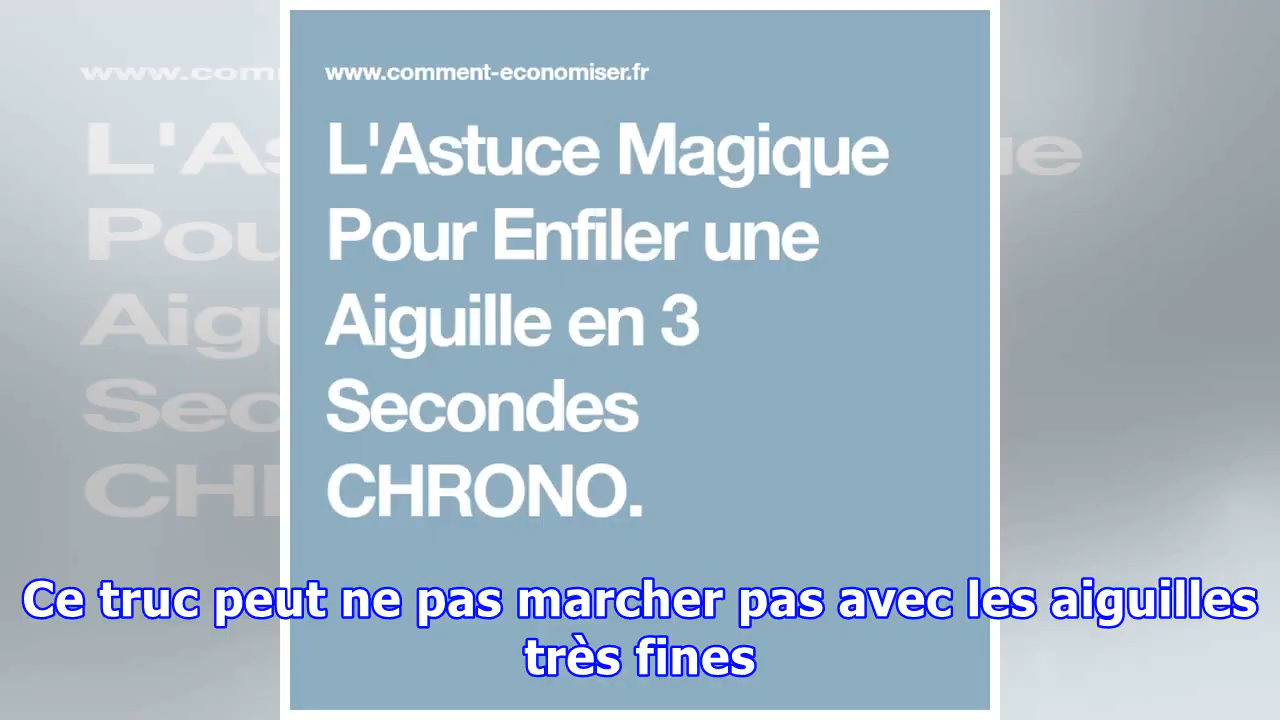 www.comment-economiser.fr
L'Astuce Magique
Pour Enfiler une
Aiguille en 3
Secondes
CHRONO.
Ce truc peut ne pas marcher pas avec les aiguilles
très fines